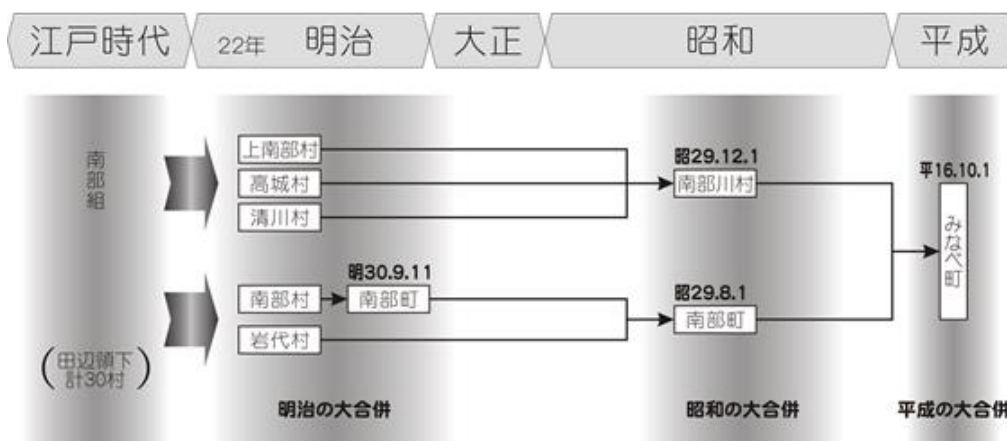 江戸時代
22年 明治
大正
昭和
平成
南部組
上南部村
高城村
清川村
昭29.12.1
南部川村
平16.10.1
みなべ町
明30.9.11
南部村
南部町
岩代村
昭29.8.1
南部町
(田辺領下
計30村)
明治の大合併
昭和の大合併
平成の大合併